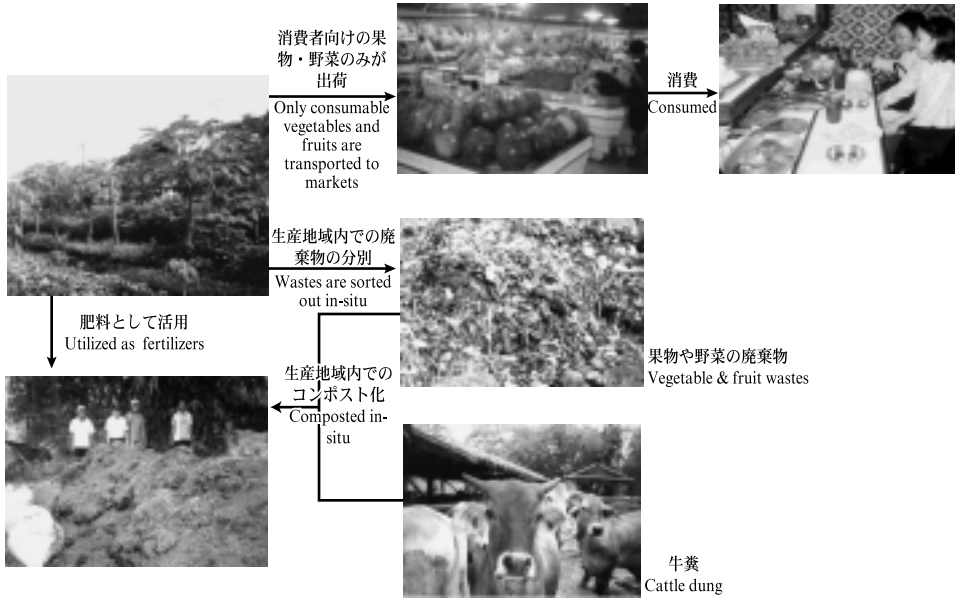 消費者向けの果
物・野菜のみが
出荷
Only consumable
vegetables and
fruits are
transported to
markets
消費
Consumed
生産地域内での廃
棄物の分別
Wastes are sorted
out in-situ
肥料として活用
Utilized as fertilizers
果物や野菜の廃棄物
Vegetable & fruit wastes
生産地域内での
コンポスト化
Composted in-
situ
牛糞
Cattle dung